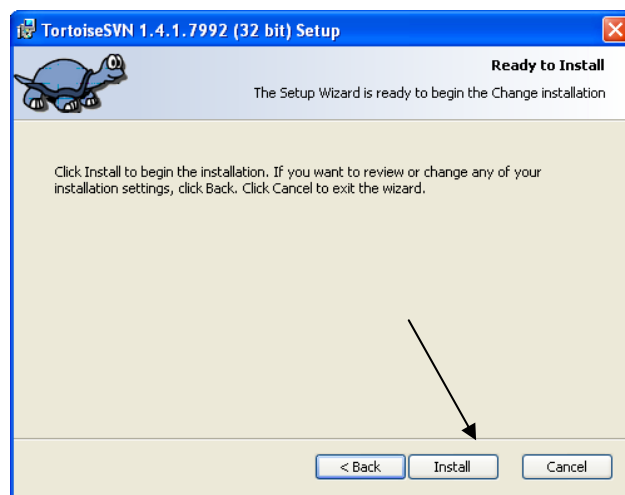 TortoiseSVN 1.4.1.7992 (32 bit) Setup
Ready to Install
The Setup Wizard is ready to begin the Change installation
Click Install to begin the installation. If you want to review or change any of your
installation settings, click Back. Click Cancel to exit the wizard.
< Back Install Cancel